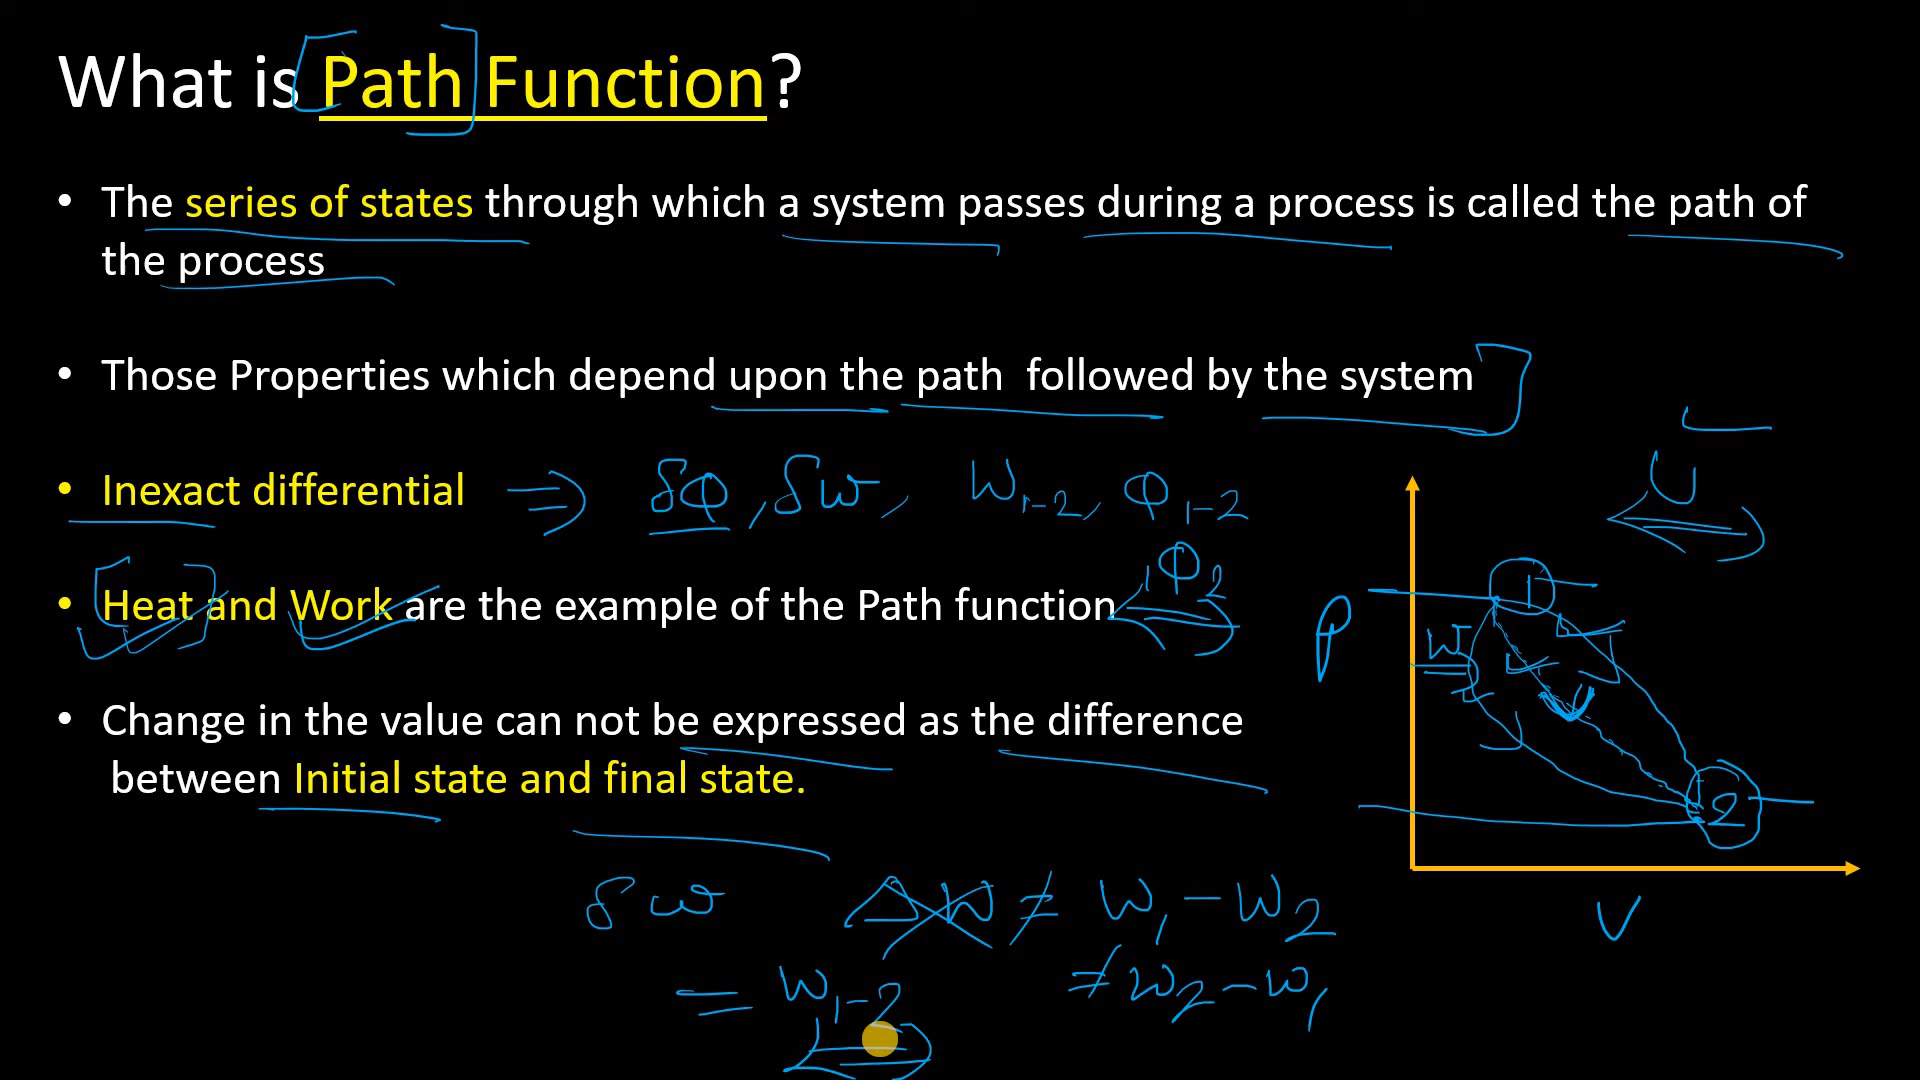 What is Path Function?
• The series of states through which a system passes during a process is called the path of
the process
• Those Properties which depend upon the path followed by the system
• Inexact differential ⇒ δΦ, δw, W₁₋₂, Φ₁₋₂
U
• Heat and Work are the example of the Path function ₁Φ₂
1
P
W
• Change in the value can not be expressed as the difference
between Initial state and final state.
2
δw ΔW ≠ W₁ - W₂
V
= W₁₋₂ ≠ W₂ - W₁